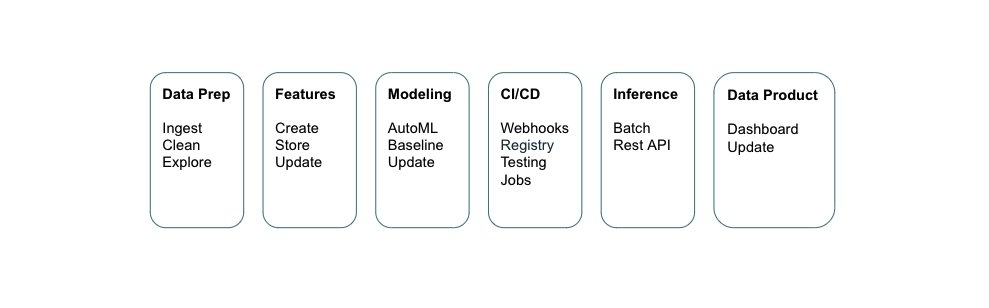 Data Prep
Ingest
Clean
Explore
Features
Create
Store
Update
Modeling
AutoML
Baseline
Update
CI/CD
Webhooks
Registry
Testing
Jobs
Inference
Batch
Rest API
Data Product
Dashboard
Update